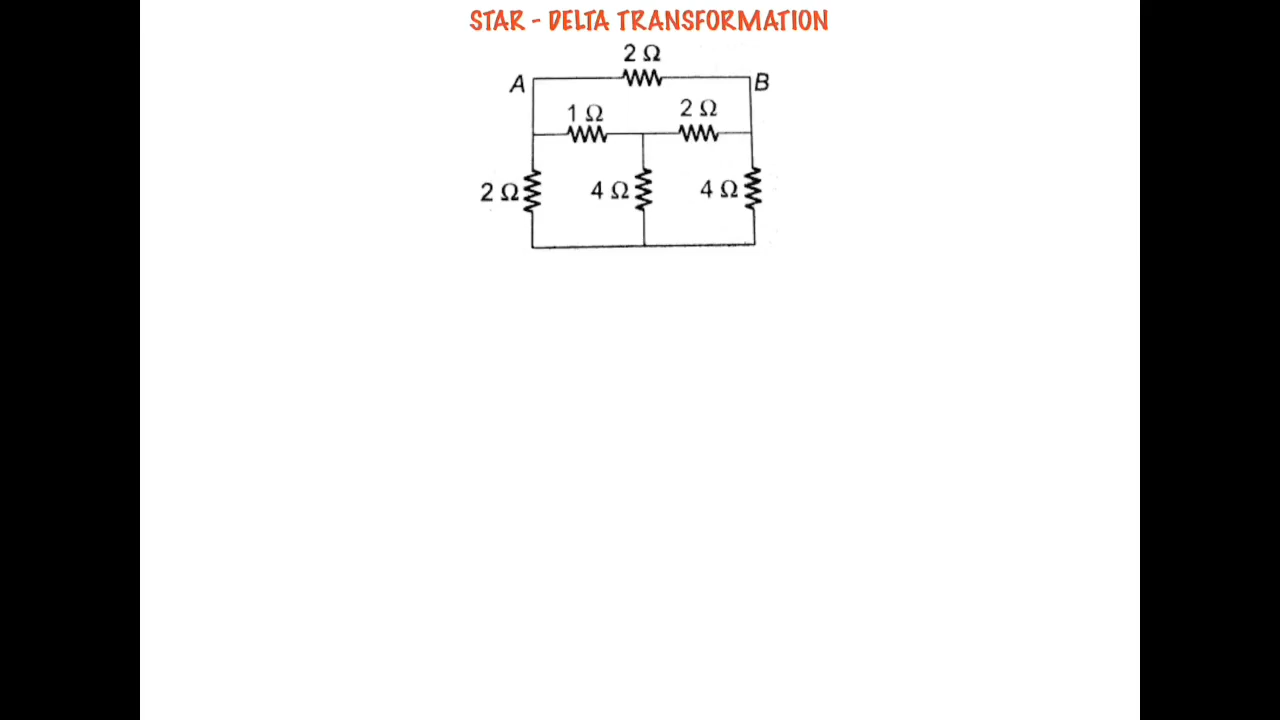 STAR - DELTA TRANSFORMATION
2 Ω
A
B
1 Ω
2 Ω
2 Ω
4 Ω
4 Ω